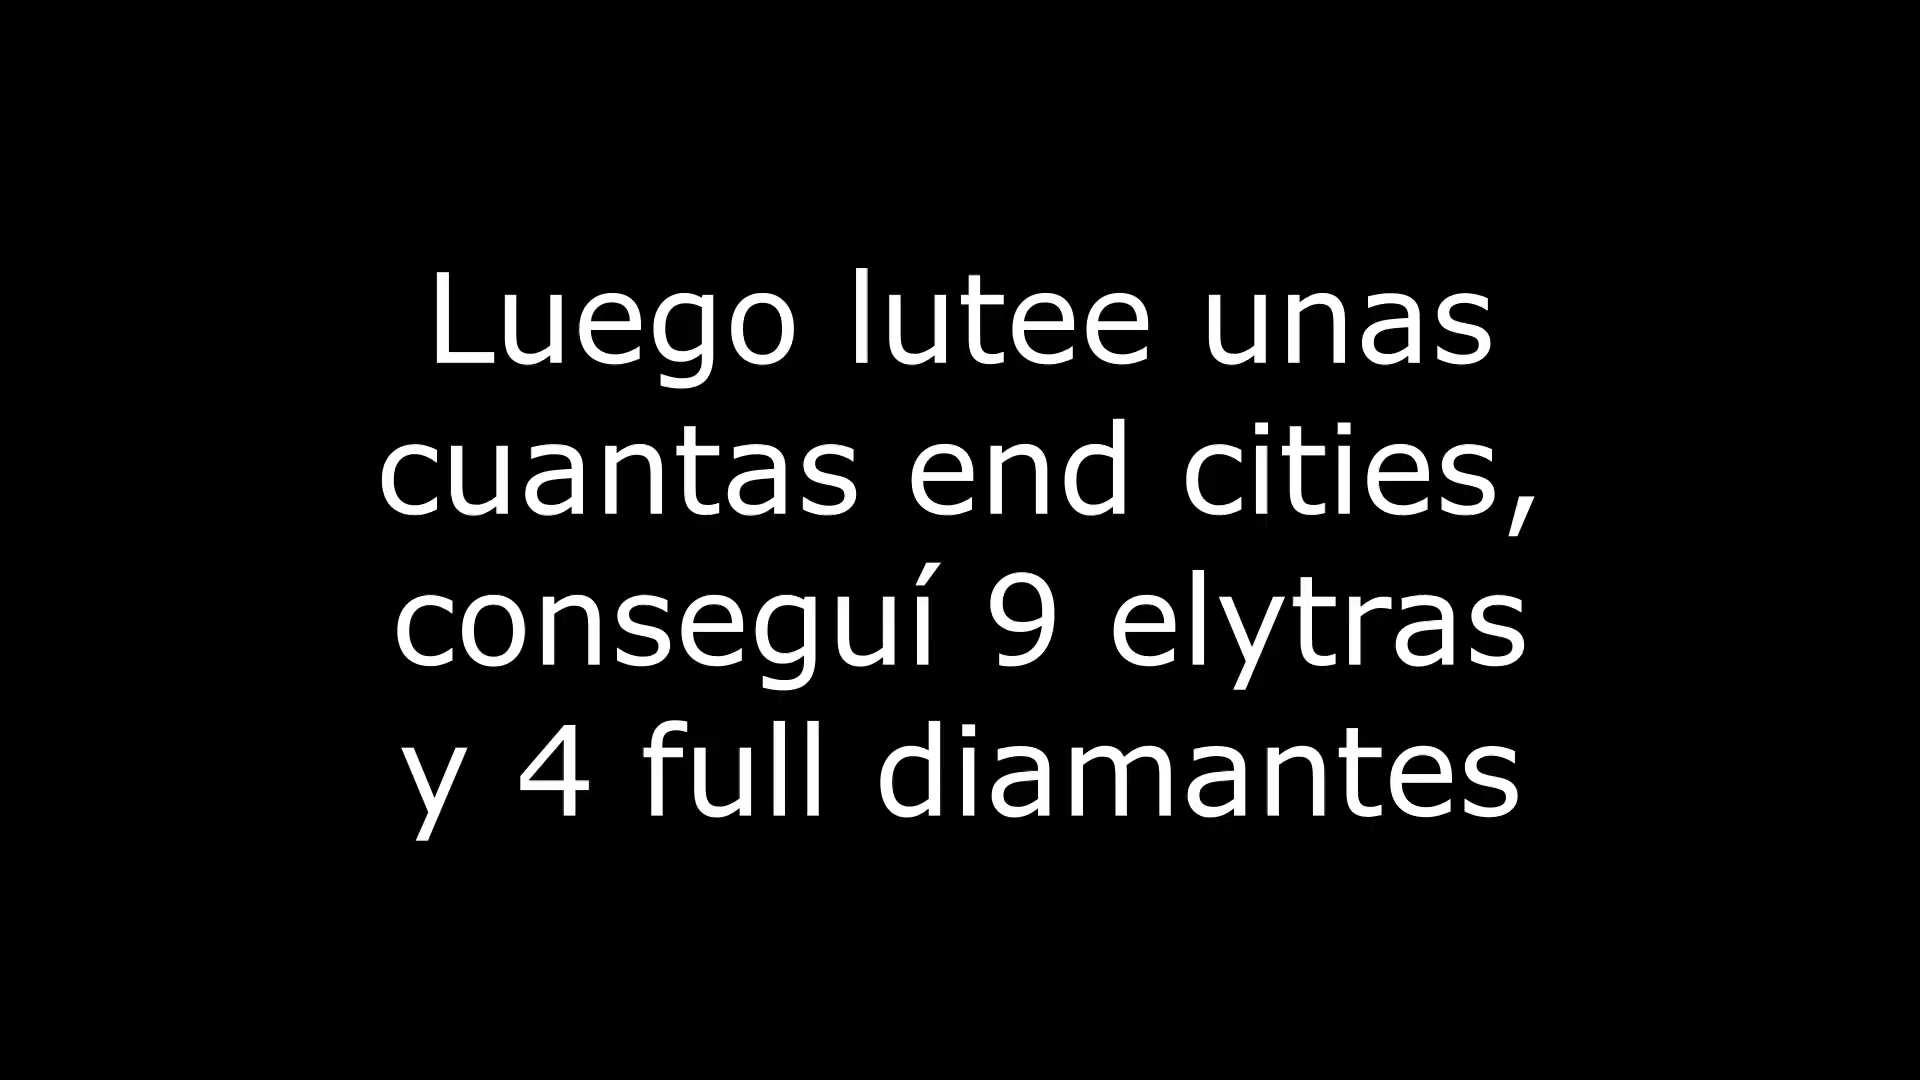 Luego lutee unas
cuantas end cities,
conseguí 9 elytras
y 4 full diamantes